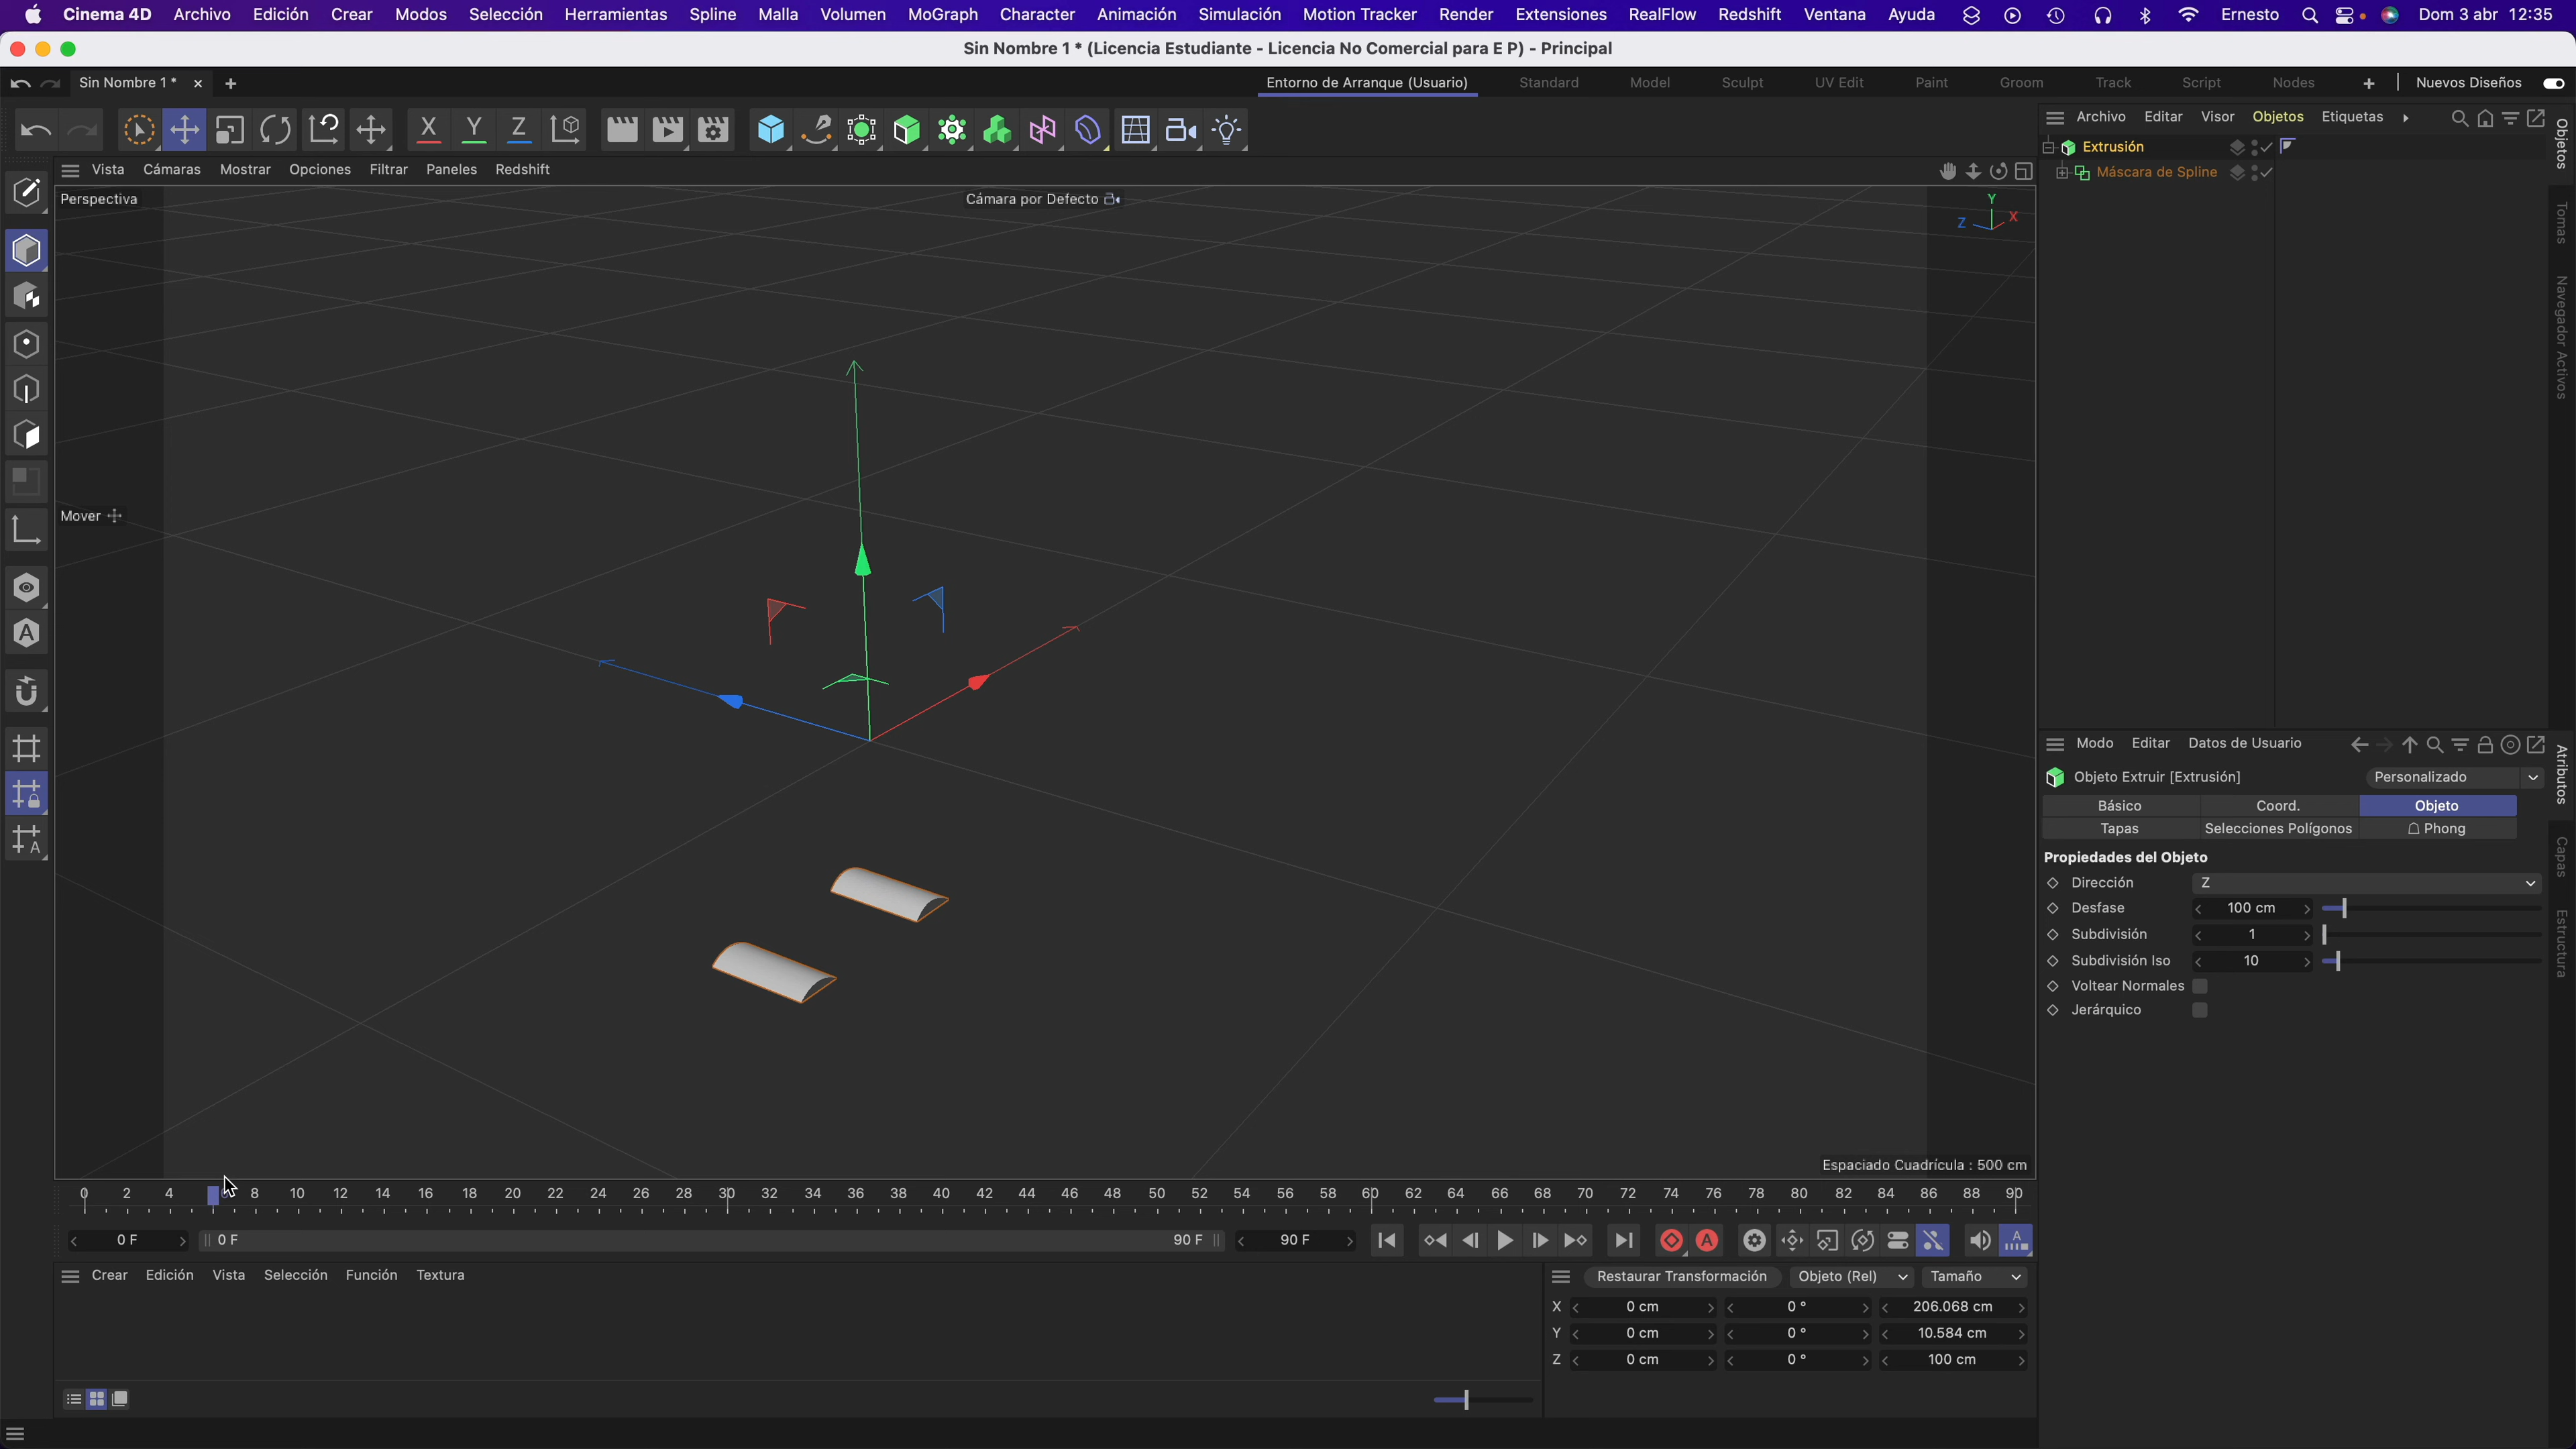 Cinema 4D Archivo Edición Crear Modos Selección Herramientas Spline Malla Volumen MoGraph Character Animación Simulación Motion Tracker Render Extensiones RealFlow Redshift Ventana Ayuda Ernesto Dom 3 abr 12:35
Sin Nombre 1 * (Licencia Estudiante - Licencia No Comercial para E P) - Principal
Sin Nombre 1 * Entorno de Arranque (Usuario) Standard Model Sculpt UV Edit Paint Groom Track Script Nodes Nuevos Diseños
X Y Z
Archivo Editar Visor Objetos Etiquetas
Extrusión
Máscara de Spline
Objetos
Tomas
Navegador Activos
Vista Cámaras Mostrar Opciones Filtrar Paneles Redshift
Perspectiva Cámara por Defecto
Y
Z X
Mover
Espaciado Cuadrícula : 500 cm
Modo Editar Datos de Usuario
Objeto Extruir [Extrusión] Personalizado
Básico Coord. Objeto
Tapas Selecciones Polígonos Phong
Propiedades del Objeto
Dirección Z
Desfase 100 cm
Subdivisión 1
Subdivisión Iso 10
Voltear Normales
Jerárquico
Atributos
Capas
Estructura
0 2 4 8 10 12 14 16 18 20 22 24 26 28 30 32 34 36 38 40 42 44 46 48 50 52 54 56 58 60 62 64 66 68 70 72 74 76 78 80 82 84 86 88 90
0 F 0 F 90 F 90 F
Crear Edición Vista Selección Función Textura
Restaurar Transformación Objeto (Rel) Tamaño
X 0 cm 0 ° 206.068 cm
Y 0 cm 0 ° 10.584 cm
Z 0 cm 0 ° 100 cm